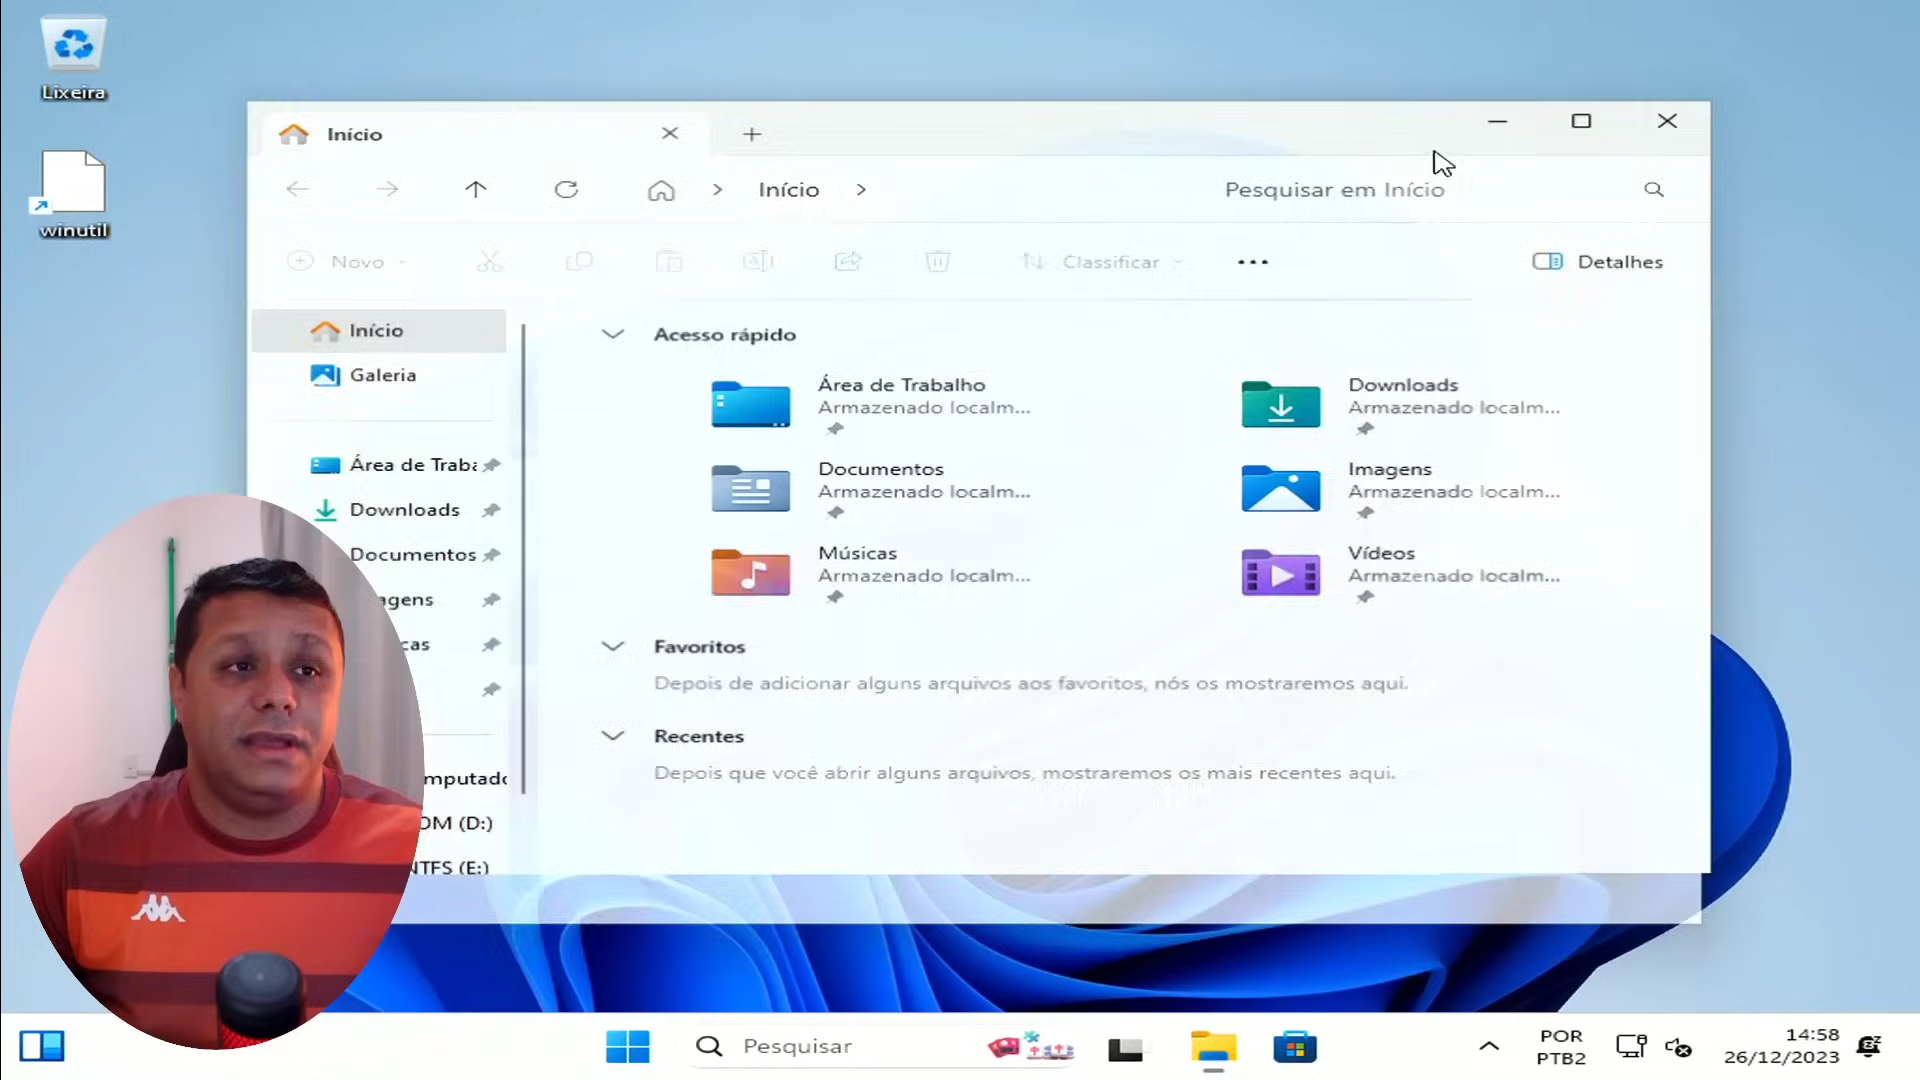 Lixeira
winutil
Início
Início
Pesquisar em Início
Novo
Classificar
Detalhes
Início
Galeria
Área de Traba
Downloads
Documentos
agens
cas
mputado
OM (D:)
NTFS (E:)
Acesso rápido
Área de Trabalho
Armazenado localm...
Downloads
Armazenado localm...
Documentos
Armazenado localm...
Imagens
Armazenado localm...
Músicas
Armazenado localm...
Vídeos
Armazenado localm...
Favoritos
Depois de adicionar alguns arquivos aos favoritos, nós os mostraremos aqui.
Recentes
Depois que você abrir alguns arquivos, mostraremos os mais recentes aqui.
Pesquisar
POR
PTB2
14:58
26/12/2023